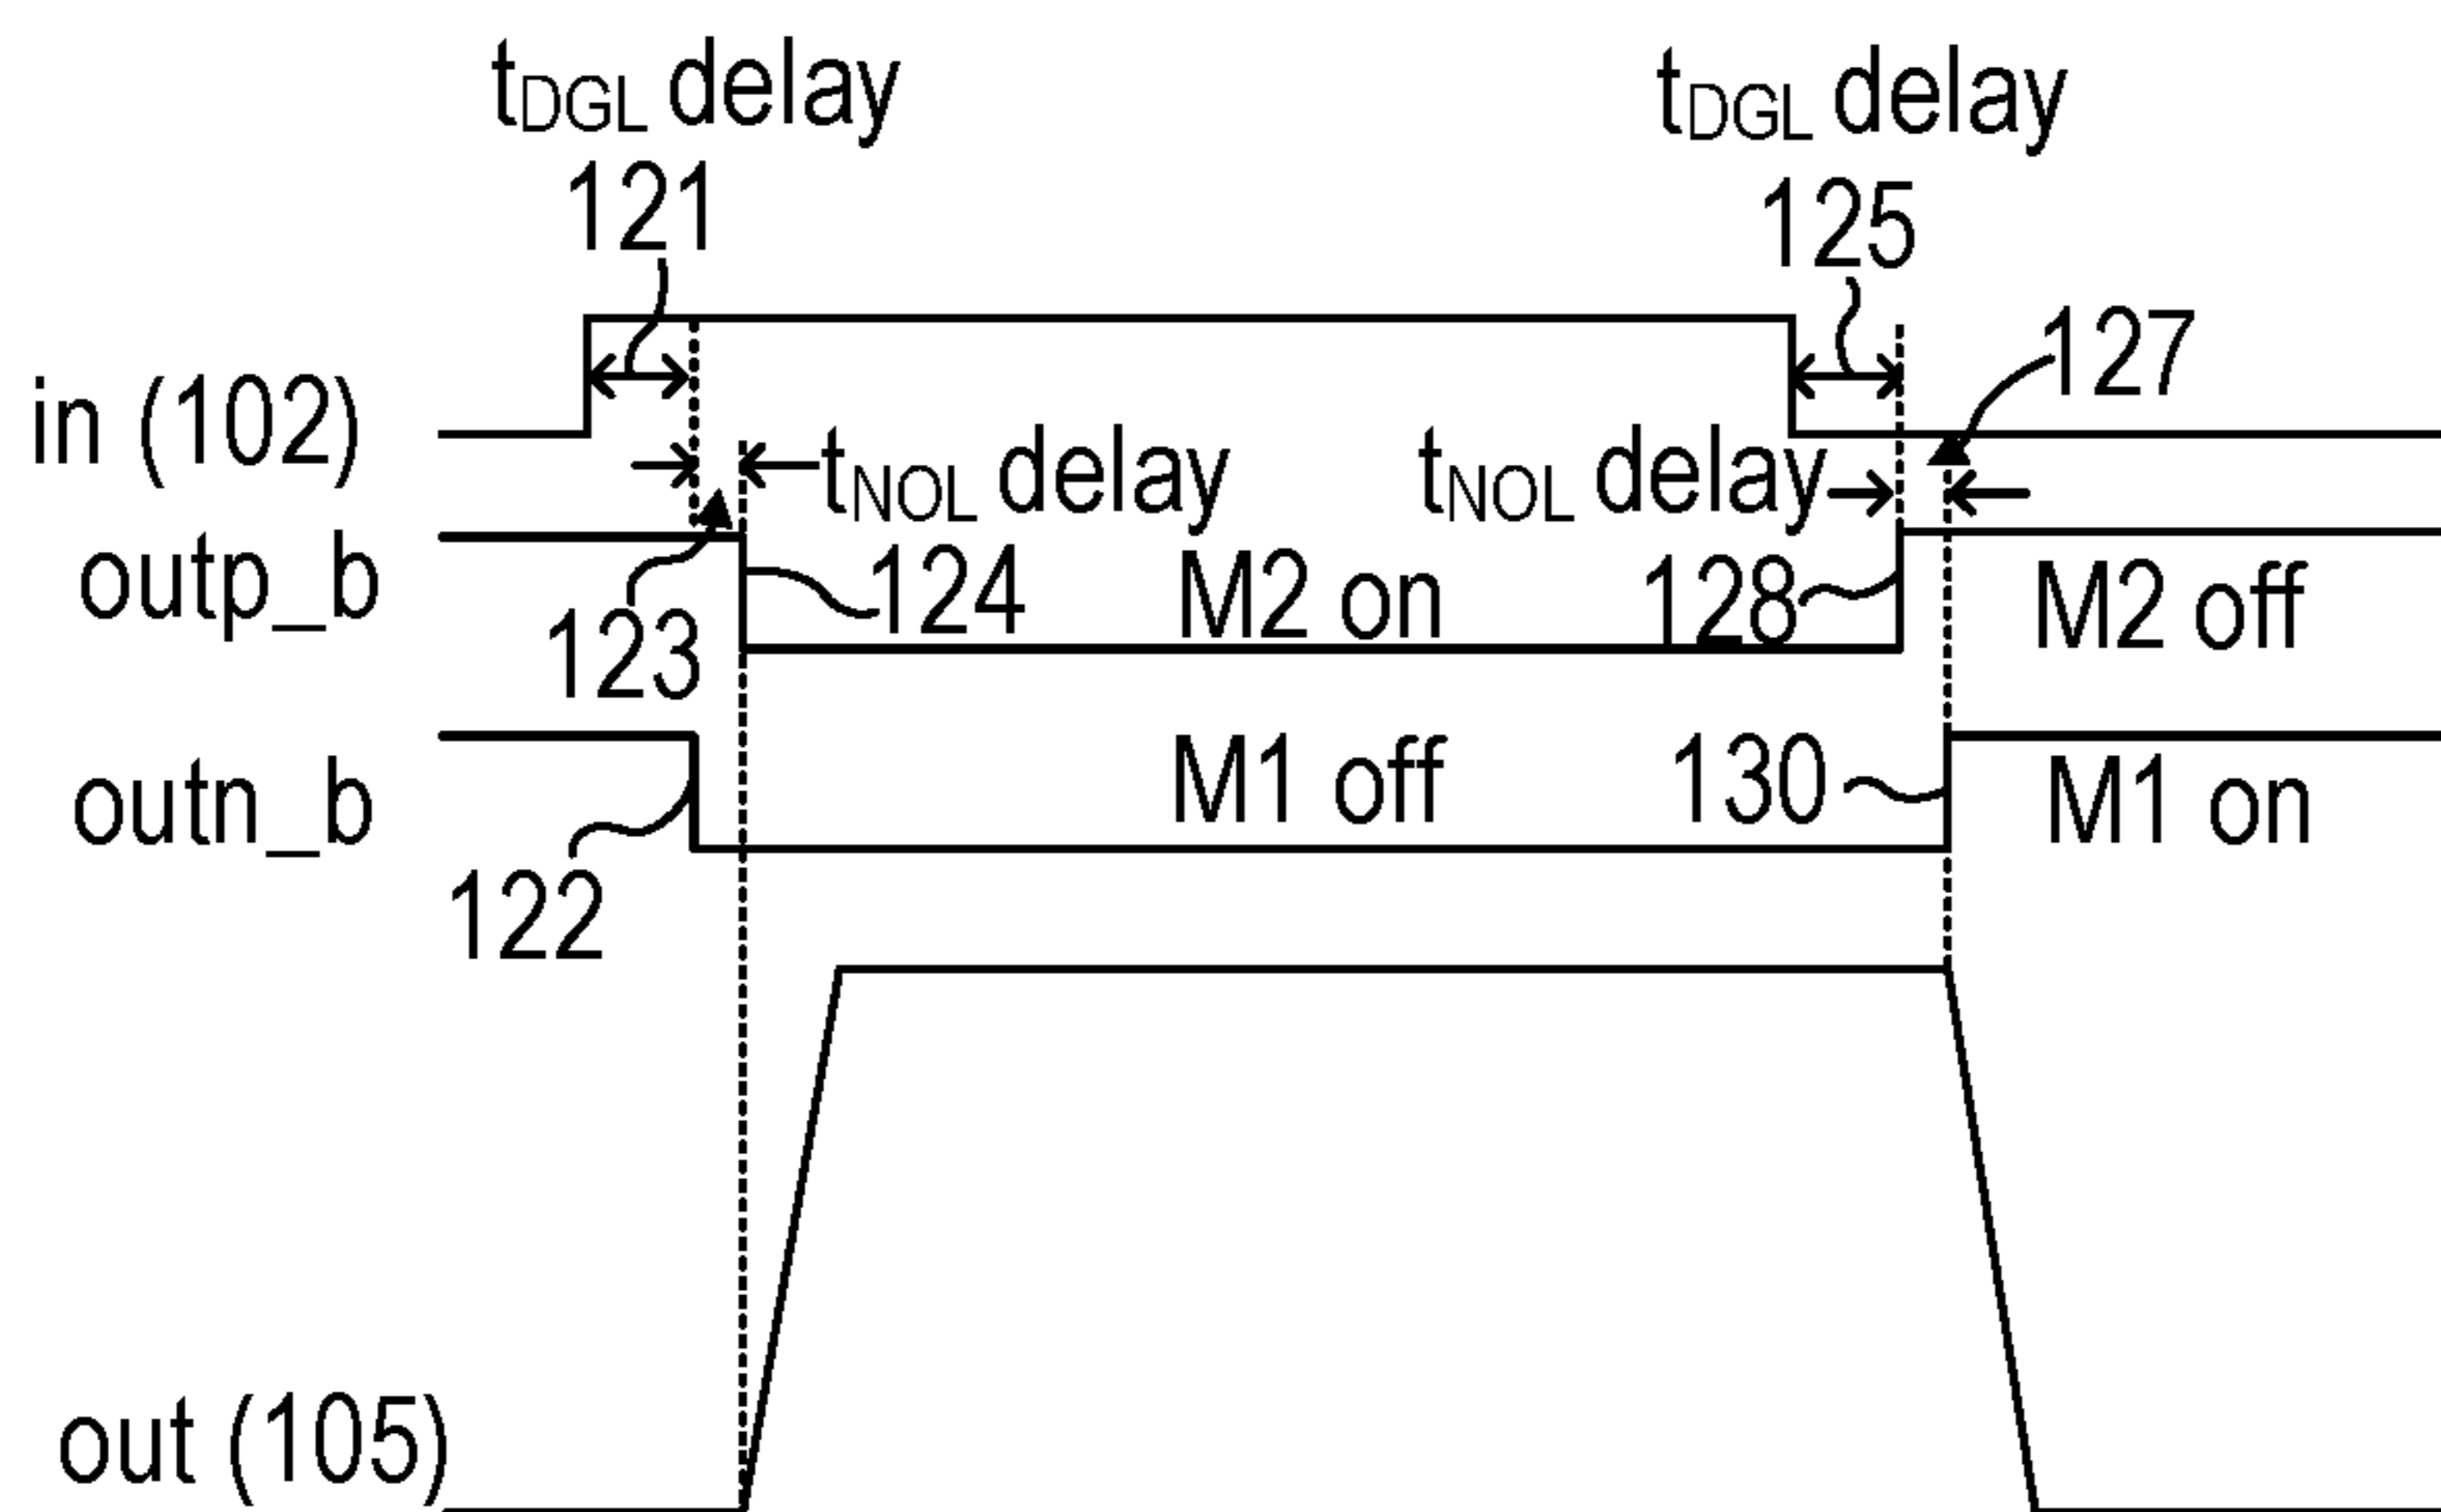 tDGL delay
121
tDGL delay
125
127
in (102)
tNOL delay
tNOL delay
outp_b
123
124
M2 on
128
M2 off
outn_b
122
M1 off
130
M1 on
out (105)